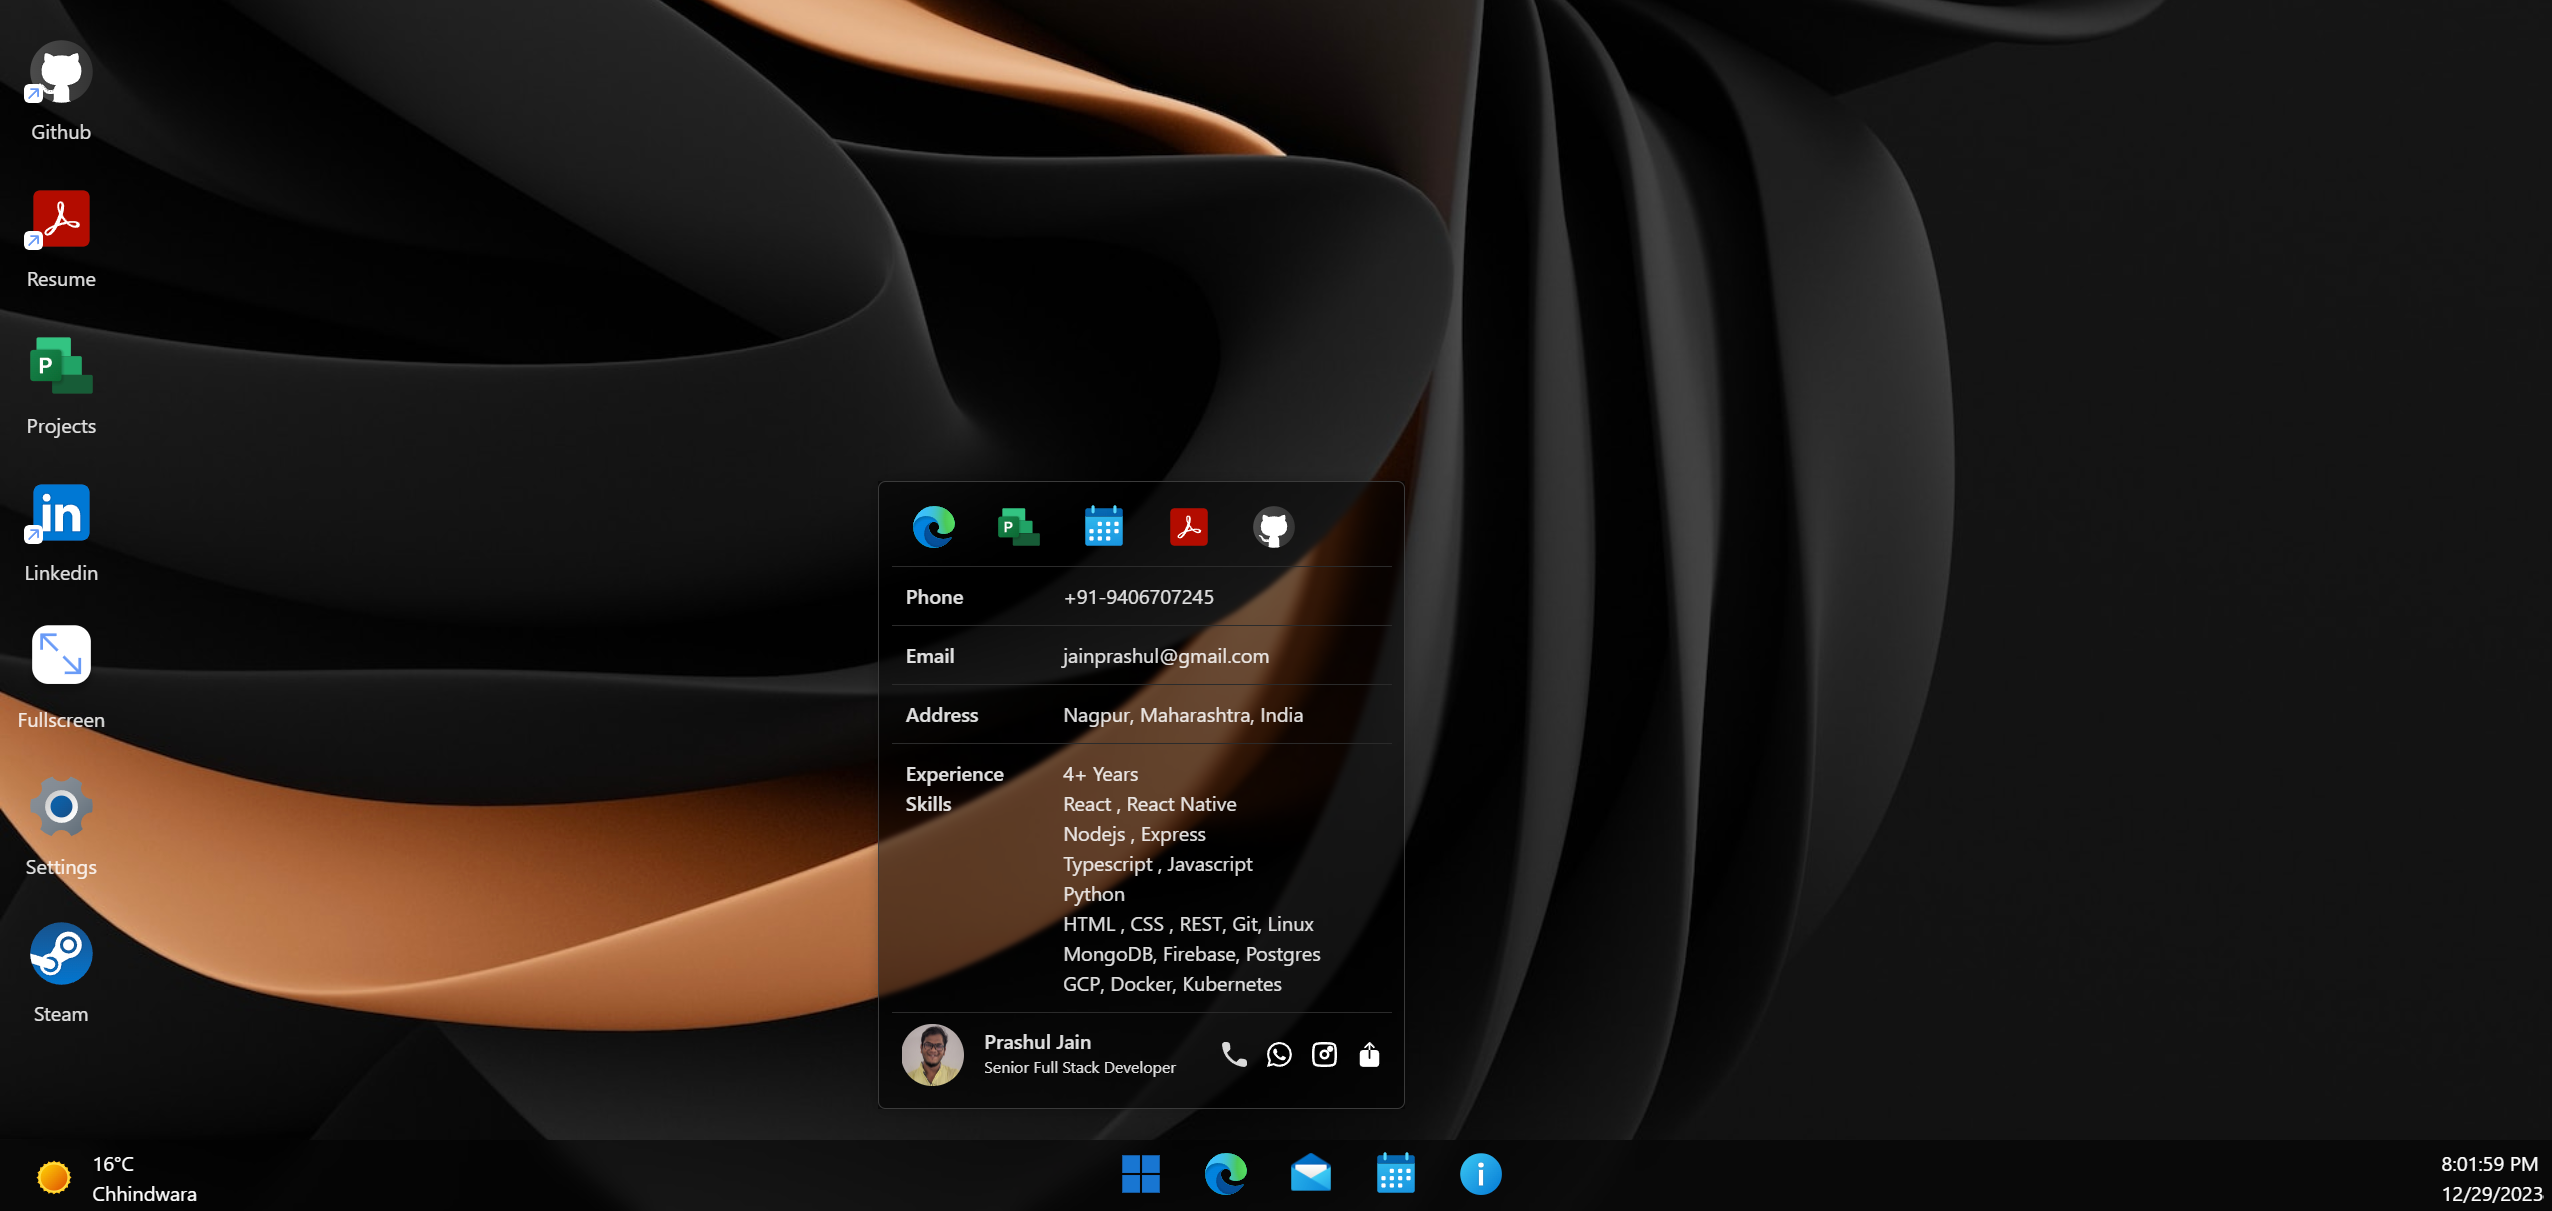 Github
Resume
P
Projects
in
Linkedin
Fullscreen
Settings
Steam
P
Phone +91-9406707245
Email jainprashul@gmail.com
Address Nagpur, Maharashtra, India
Experience 4+ Years
Skills React , React Native
Nodejs , Express
Typescript , Javascript
Python
HTML , CSS , REST, Git, Linux
MongoDB, Firebase, Postgres
GCP, Docker, Kubernetes
Prashul Jain
Senior Full Stack Developer
16°C
Chhindwara
i
8:01:59 PM
12/29/2023